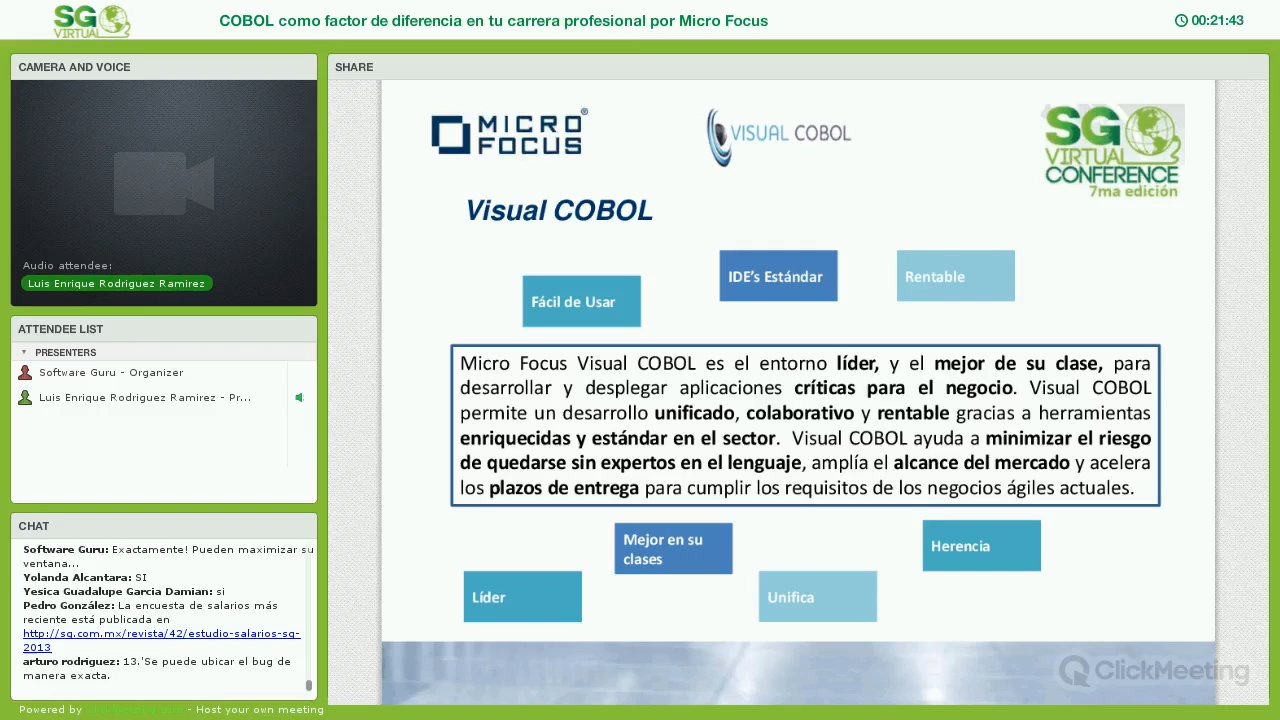 SG
VIRTUAL
COBOL como factor de diferencia en tu carrera profesional por Micro Focus
00:21:43
CAMERA AND VOICE
Audio attendee:
Luis Enrique Rodriguez Ramirez
ATTENDEE LIST
PRESENTERS
Software Guru - Organizer
Luis Enrique Rodriguez Ramirez - Pr...
CHAT
Software Guru: Exactamente! Pueden maximizar su
ventana...
Yolanda Alcantara: SI
Yesica Guadalupe Garcia Damian: si
Pedro González: La encuesta de salarios más
reciente está publicada en
http://sg.com.mx/revista/42/estudio-salarios-sg-
2013
arturo rodriguez: 13.'Se puede ubicar el bug de
manera exacta.
Powered by ClickMeeting.com - Host your own meeting
SHARE
MICRO
FOCUS®
VISUAL COBOL
SG
VIRTUAL
CONFERENCE
7ma edición
Visual COBOL
IDE's Estándar
Rentable
Fácil de Usar
Micro Focus Visual COBOL es el entorno líder, y el mejor de su clase, para
desarrollar y desplegar aplicaciones críticas para el negocio. Visual COBOL
permite un desarrollo unificado, colaborativo y rentable gracias a herramientas
enriquecidas y estándar en el sector. Visual COBOL ayuda a minimizar el riesgo
de quedarse sin expertos en el lenguaje, amplía el alcance del mercado y acelera
los plazos de entrega para cumplir los requisitos de los negocios ágiles actuales.
Mejor en su
clases
Herencia
Líder
Unifica
ClickMeeting